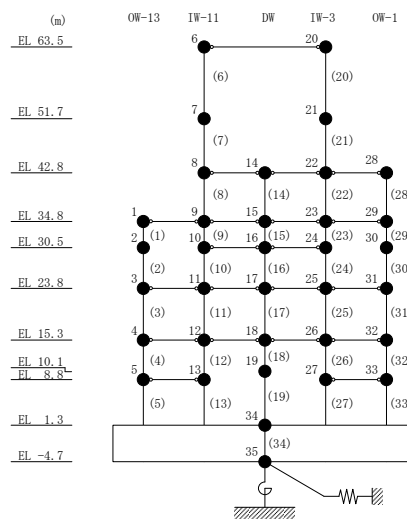 (m) OW-13 IW-11 DW IW-3 OW-1
EL 63.5 6 20
(6) (20)
EL 51.7 7 21
(7) (21)
EL 42.8 8 14 22 28
(8) (14) (22) (28)
EL 34.8 1 9 15 23 29
(1) (9) (15) (23) (29)
EL 30.5 2 10 16 24 30
(2) (10) (16) (24) (30)
EL 23.8 3 11 17 25 31
(3) (11) (17) (25) (31)
EL 15.3 4 12 18 26 32
(4) (12) (18) (26) (32)
EL 10.1 19
EL 8.8 5 13 27 33
(5) (13) (19) (27) (33)
EL 1.3 34
(34)
EL -4.7 35